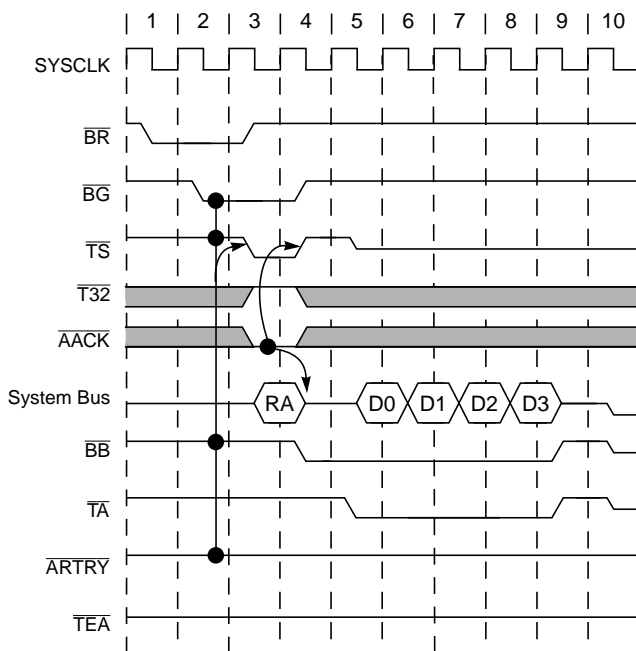 1 2 3 4 5 6 7 8 9 10
SYSCLK
BR
BG
TS
T32
AACK
System Bus RA D0 D1 D2 D3
BB
TA
ARTRY
TEA